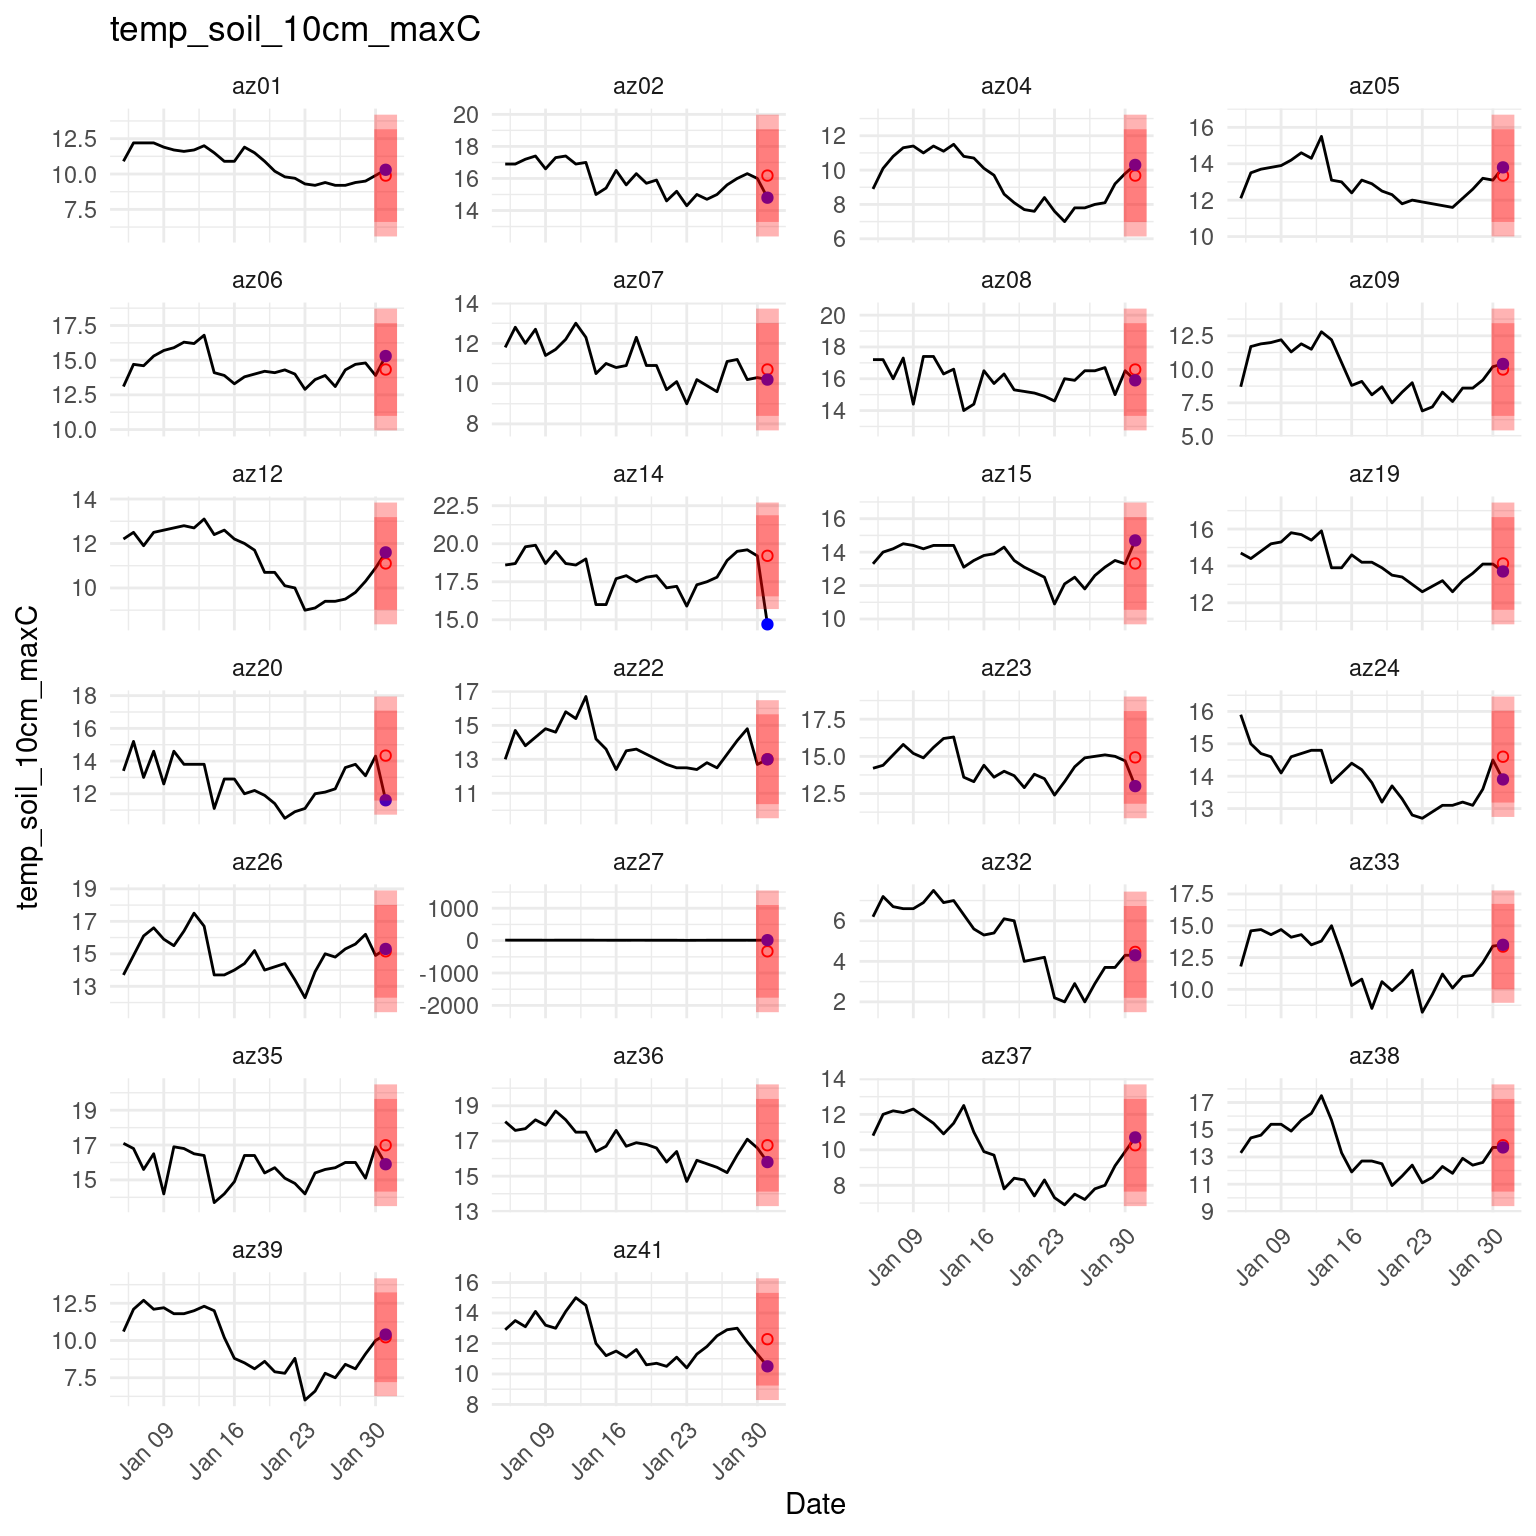 temp_soil_10cm_maxC
az01 az02 az04 az05
12.5 10.0 7.5
20 18 16 14
12 10 8 6
16 14 12 10
az06 az07 az08 az09
17.5 15.0 12.5 10.0
14 12 10 8
20 18 16 14
12.5 10.0 7.5 5.0
az12 az14 az15 az19
14 12 10
22.5 20.0 17.5 15.0
16 14 12 10
16 14 12
az20 az22 az23 az24
18 16 14 12
17 15 13 11
17.5 15.0 12.5
16 15 14 13
az26 az27 az32 az33
19 17 15 13
1000 0 -1000 -2000
6 4 2
17.5 15.0 12.5 10.0
az35 az36 az37 az38
19 17 15
19 17 15 13
14 12 10 8
17 15 13 11 9
Jan 09 Jan 16 Jan 23 Jan 30
Jan 09 Jan 16 Jan 23 Jan 30
az39 az41
12.5 10.0 7.5
16 14 12 10 8
Jan 09 Jan 16 Jan 23 Jan 30
Jan 09 Jan 16 Jan 23 Jan 30
temp_soil_10cm_maxC
Date